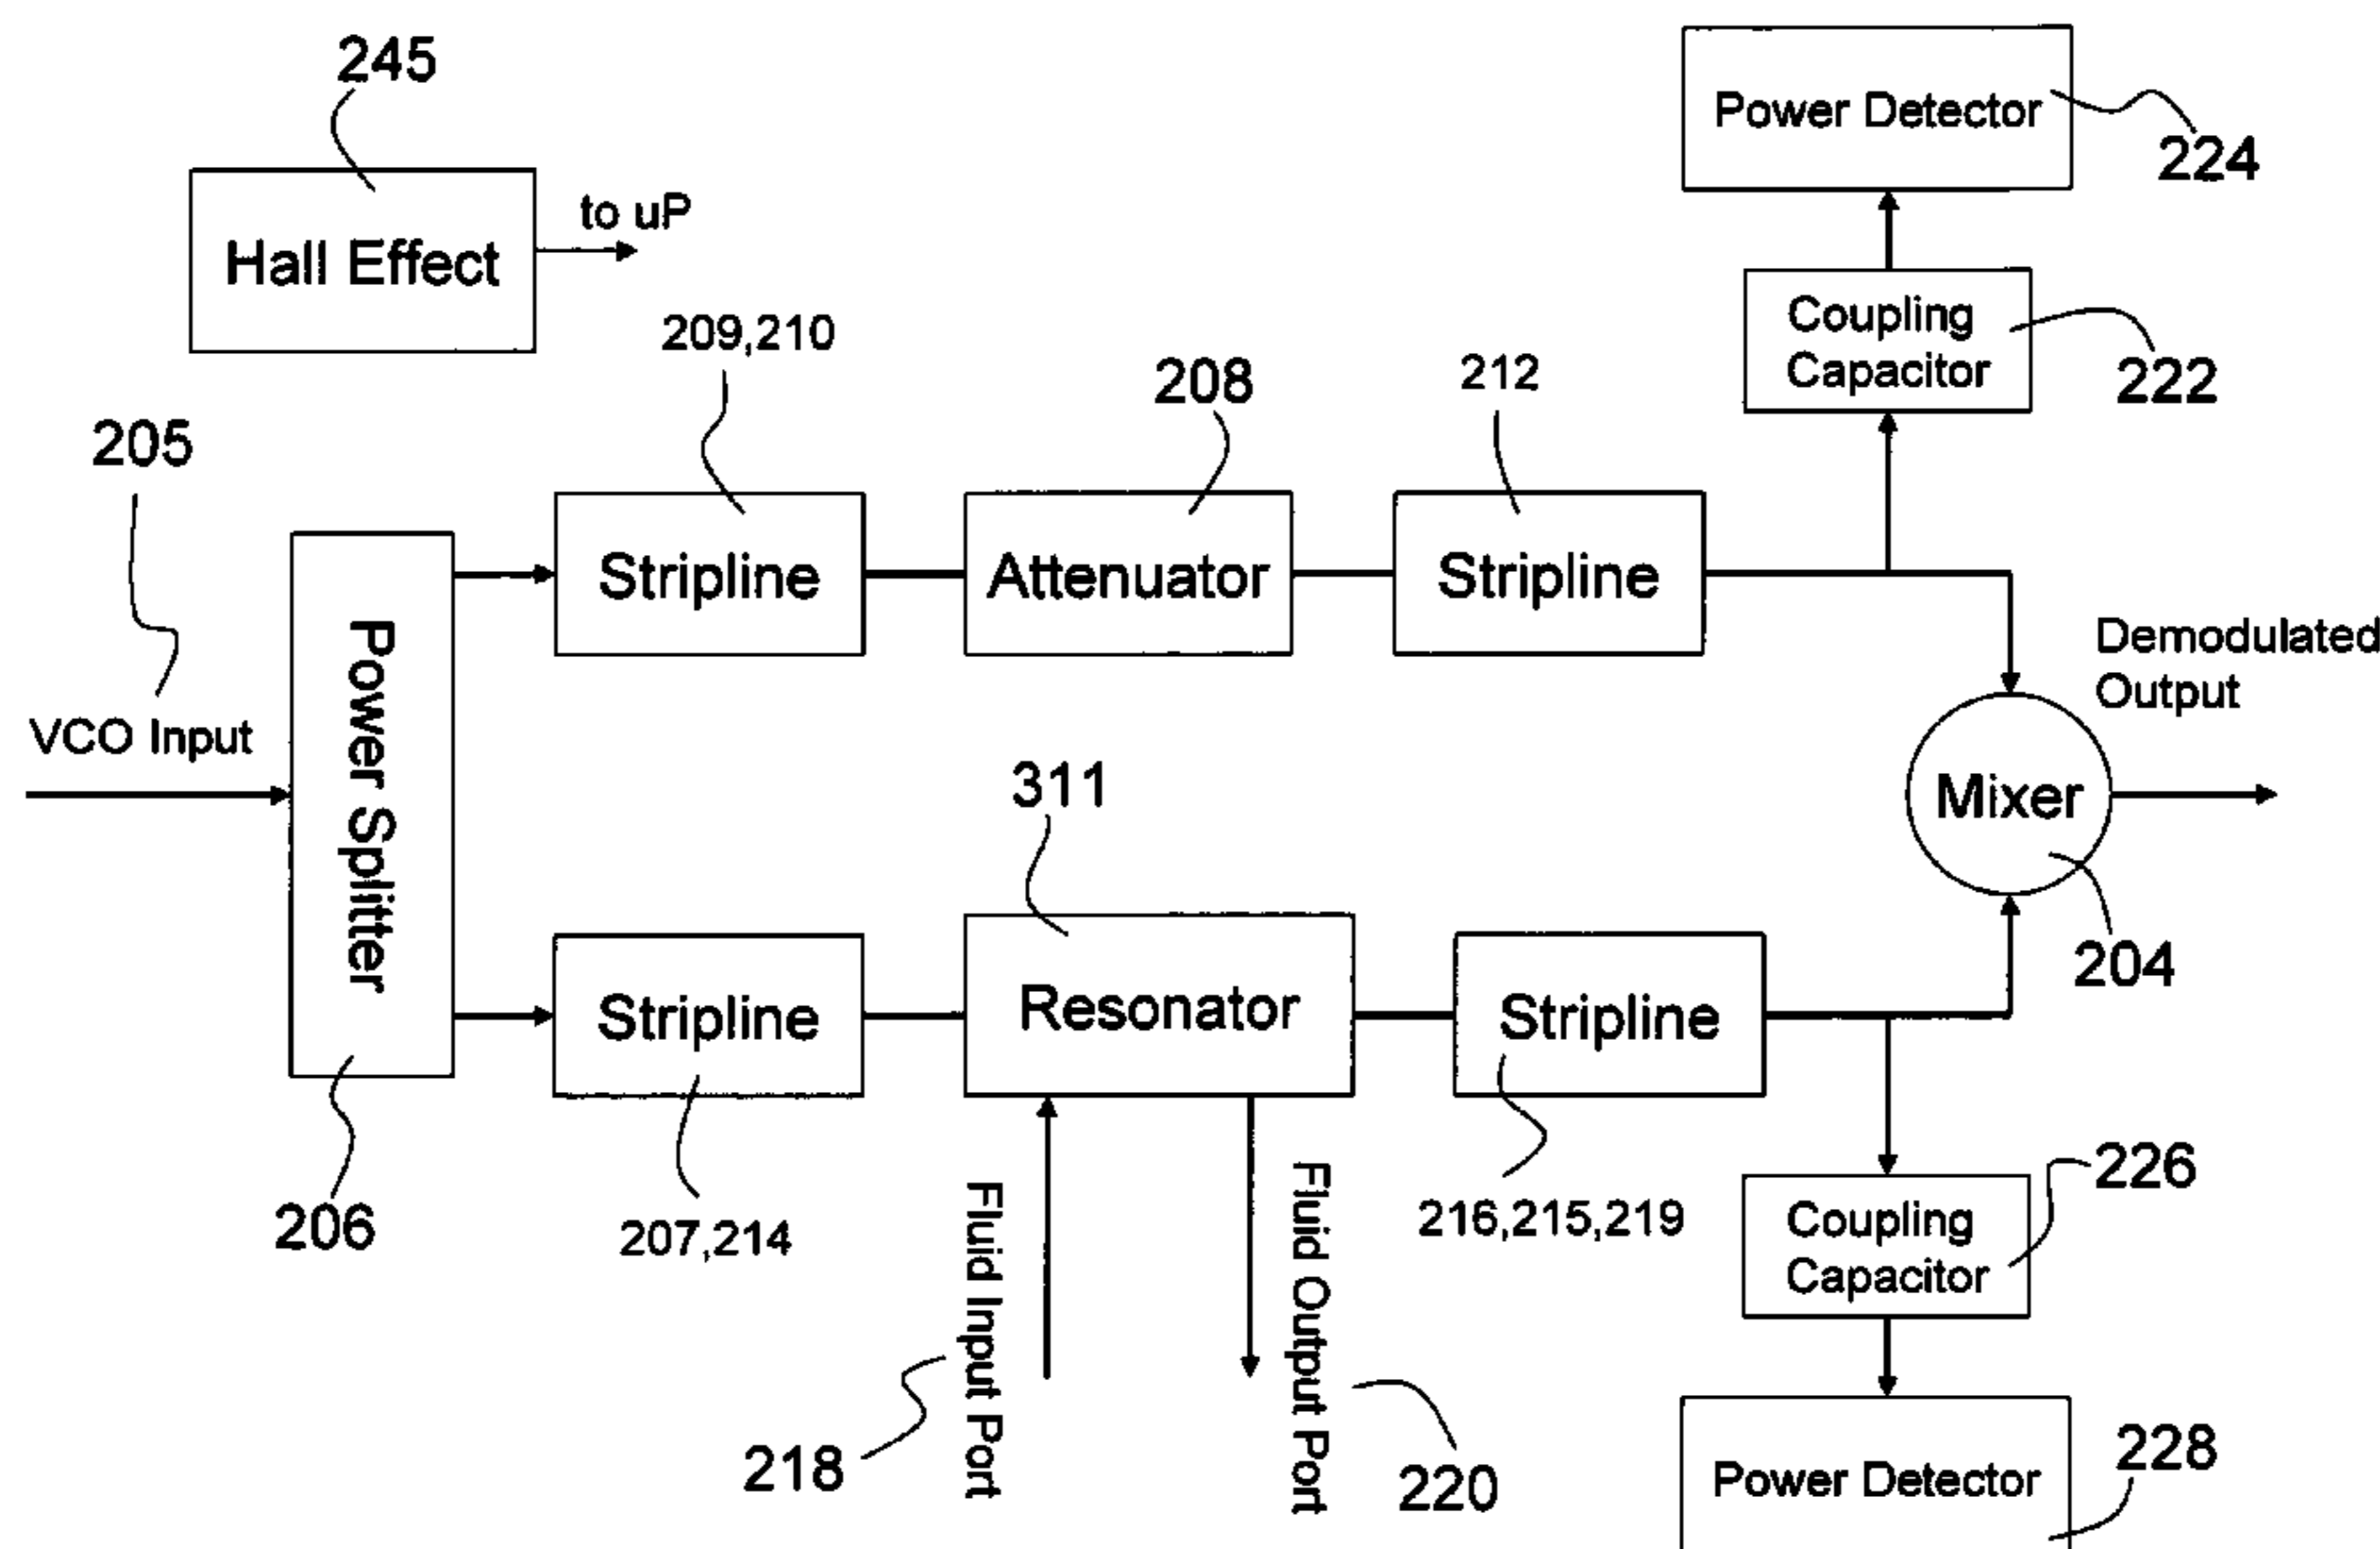 245
Hall Effect
to uP
Power Detector
224
Coupling
Capacitor
222
209,210
208
212
205
VCO Input
Power Splitter
206
Stripline
Attenuator
Stripline
Demodulated
Output
Mixer
204
311
Stripline
207,214
Resonator
Stripline
216,215,219
Fluid Input Port
218
Fluid Output Port
220
Coupling
Capacitor
226
Power Detector
228